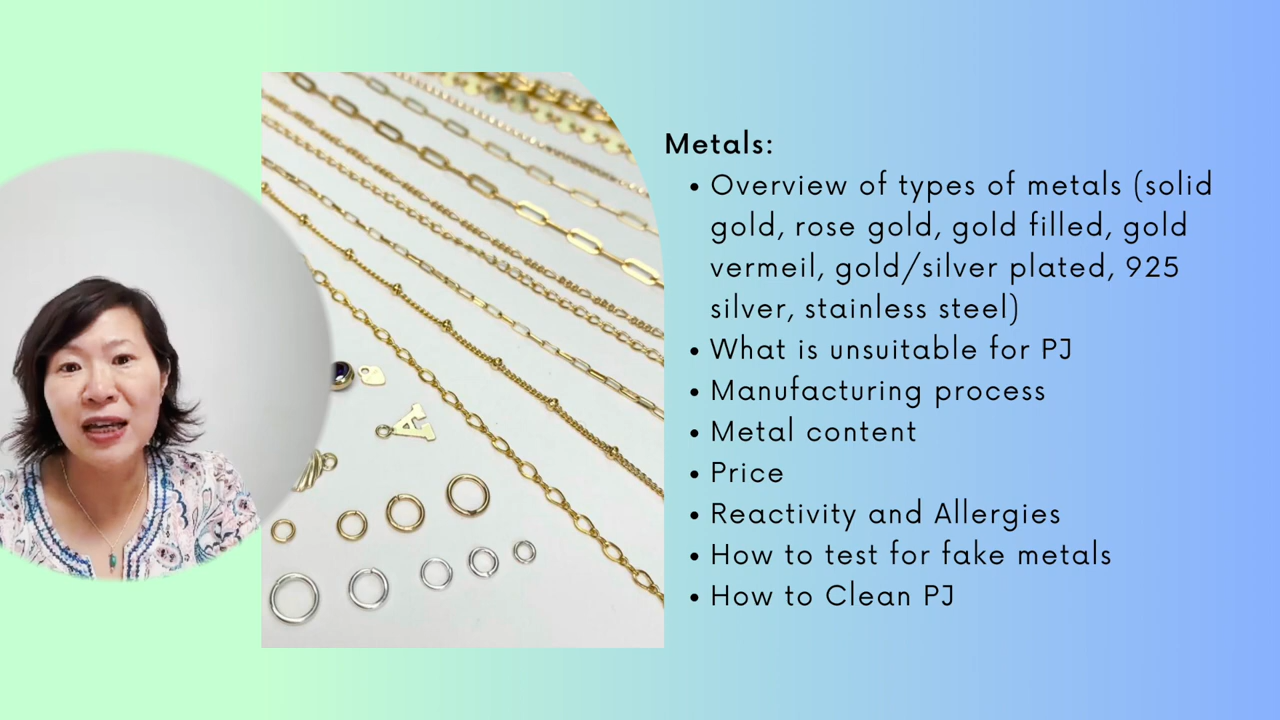 Metals:
• Overview of types of metals (solid
gold, rose gold, gold filled, gold
vermeil, gold/silver plated, 925
silver, stainless steel)
• What is unsuitable for PJ
• Manufacturing process
• Metal content
• Price
• Reactivity and Allergies
• How to test for fake metals
• How to Clean PJ
A